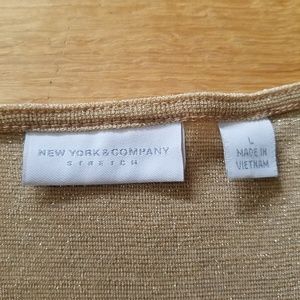 NEW YORK & COMPANY
STRETCH
MADE IN
VIETNAM